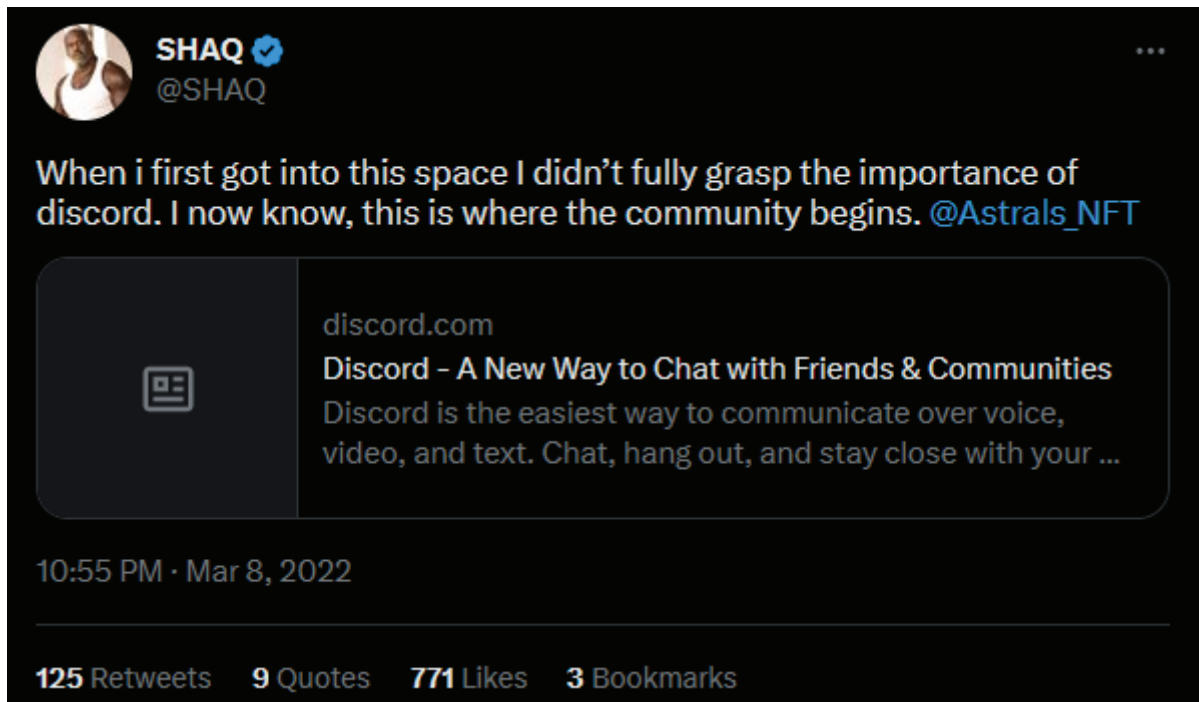 SHAQ
@SHAQ
When i first got into this space I didn’t fully grasp the importance of
discord. I now know, this is where the community begins. @Astrals_NFT
discord.com
Discord - A New Way to Chat with Friends & Communities
Discord is the easiest way to communicate over voice,
video, and text. Chat, hang out, and stay close with your ...
10:55 PM · Mar 8, 2022
125 Retweets 9 Quotes 771 Likes 3 Bookmarks